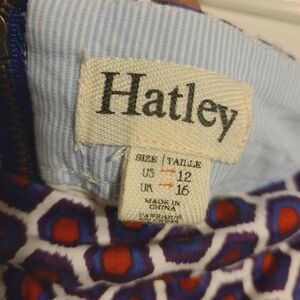 Hatley
SIZE | TAILLE
US → 12
UK → 16
MADE IN
CHINA